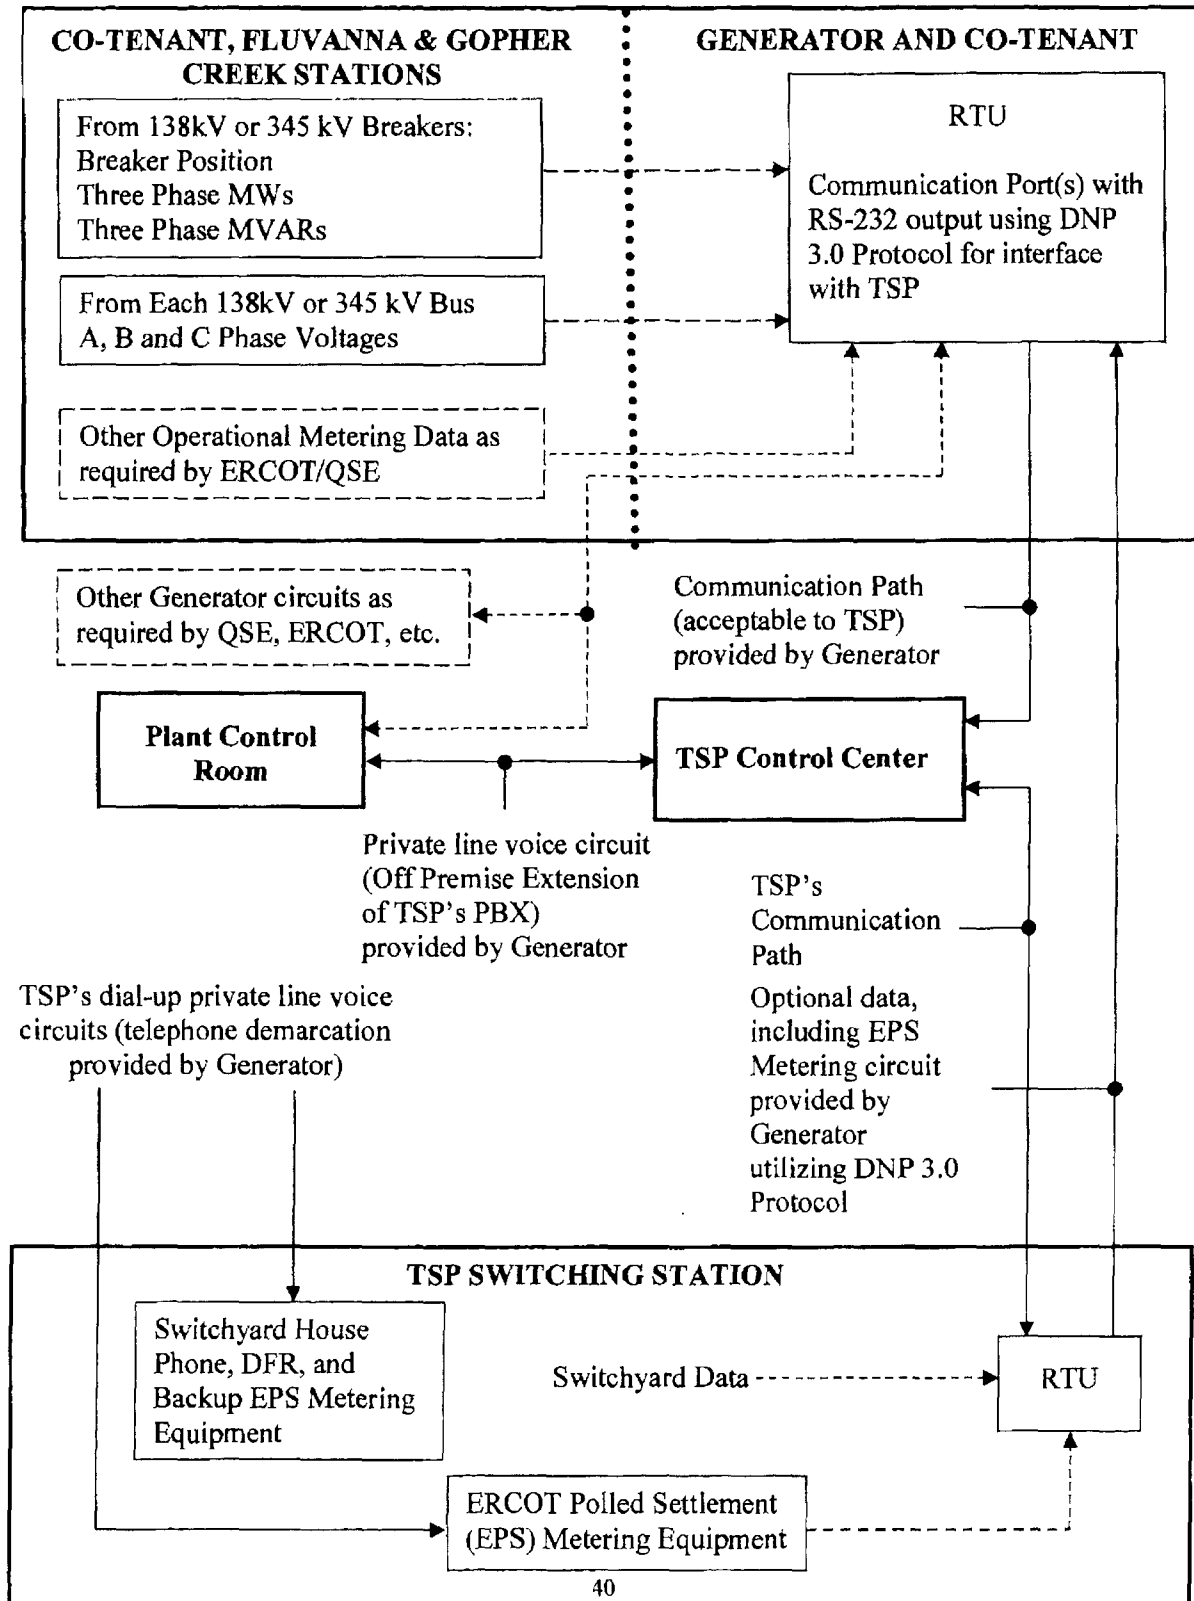 CO-TENANT, FLUVANNA & GOPHER
CREEK STATIONS
GENERATOR AND CO-TENANT
From 138kV or 345 kV Breakers:
Breaker Position
Three Phase MWs
Three Phase MVARs
RTU
Communication Port(s) with
RS-232 output using DNP
3.0 Protocol for interface
with TSP
From Each 138kV or 345 kV Bus
A, B and C Phase Voltages
Other Operational Metering Data as
required by ERCOT/QSE
Other Generator circuits as
required by QSE, ERCOT, etc.
Communication Path
(acceptable to TSP)
provided by Generator
Plant Control
Room
TSP Control Center
Private line voice circuit
(Off Premise Extension
of TSP's PBX)
provided by Generator
TSP's
Communication
Path
TSP's dial-up private line voice
circuits (telephone demarcation
provided by Generator)
Optional data,
including EPS
Metering circuit
provided by
Generator
utilizing DNP 3.0
Protocol
TSP SWITCHING STATION
Switchyard House
Phone, DFR, and
Backup EPS Metering
Equipment
Switchyard Data
RTU
ERCOT Polled Settlement
(EPS) Metering Equipment
40